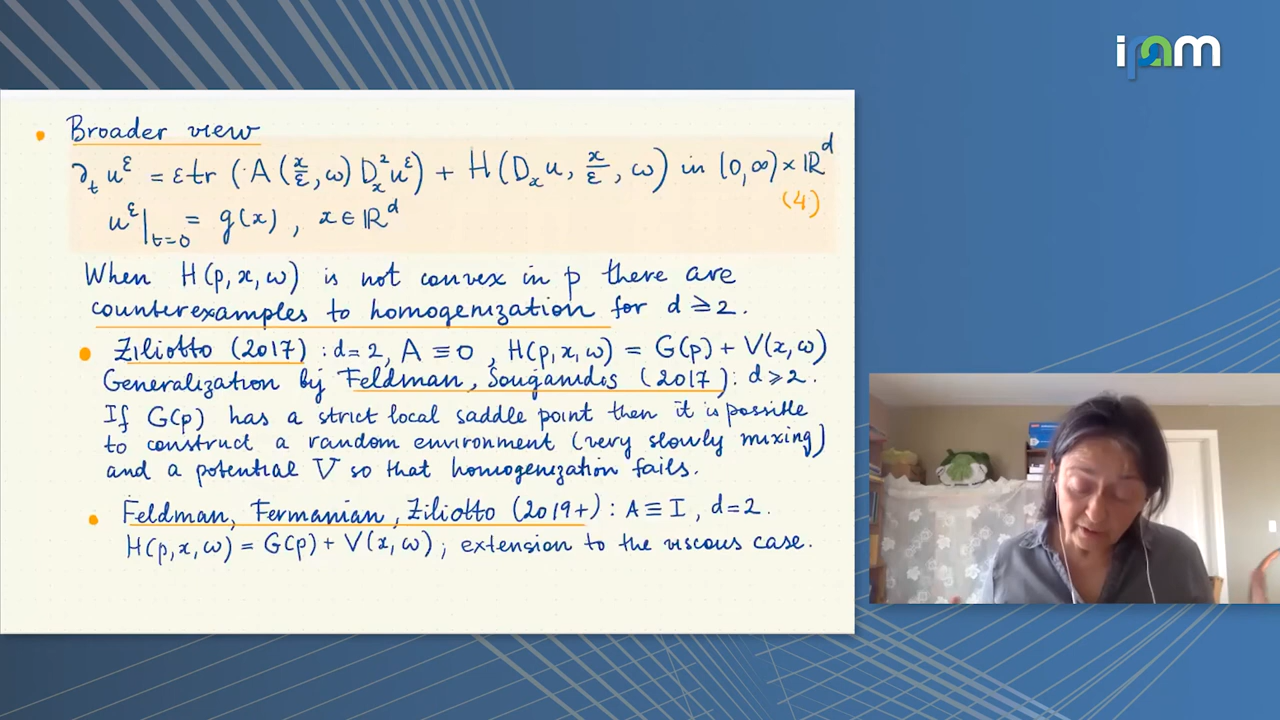 ipam
• Broader view
∂_t u^ε = ε tr (A(x/ε, ω) D_x^2 u^ε) + H(D_x u, x/ε, ω) in (0,∞) × ℝ^d
(4)
u^ε|_{t=0} = g(x), x ∈ ℝ^d
When H(p,x,ω) is not convex in p there are
counterexamples to homogenization for d ⩾ 2.
• Ziliotto (2017) : d = 2, A ≡ 0, H(p,x,ω) = G(p) + V(x,ω)
Generalization by Feldman, Souganidis (2017): d ⩾ 2.
If G(p) has a strict local saddle point then it is possible
to construct a random environment (very slowly mixing)
and a potential V so that homogenization fails.
• Feldman, Fermanian, Ziliotto (2019+) : A ≡ I, d = 2.
H(p,x,ω) = G(p) + V(x,ω) ; extension to the viscous case.